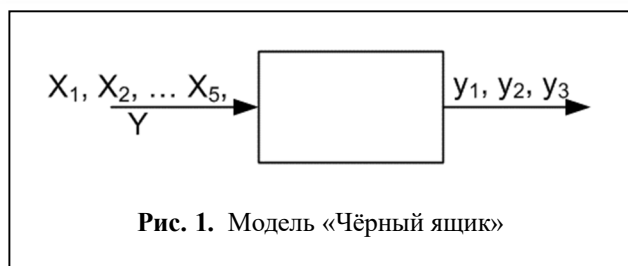 X₁, X₂, ... X₅, y₁, y₂, y₃
Y
Рис. 1. Модель «Чёрный ящик»